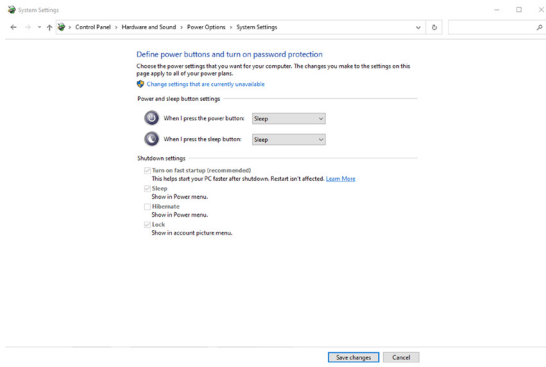 System Settings
Control Panel > Hardware and Sound > Power Options > System Settings
Define power buttons and turn on password protection
Choose the power settings that you want for your computer. The changes you make to the settings on this
page apply to all of your power plans.
Change settings that are currently unavailable
Power and sleep button settings
When I press the power button: Sleep
When I press the sleep button: Sleep
Shutdown settings
Turn on fast startup (recommended)
This helps start your PC faster after shutdown. Restart isn't affected. Learn More
Sleep
Show in Power menu.
Hibernate
Show in Power menu.
Lock
Show in account picture menu.
Save changes Cancel